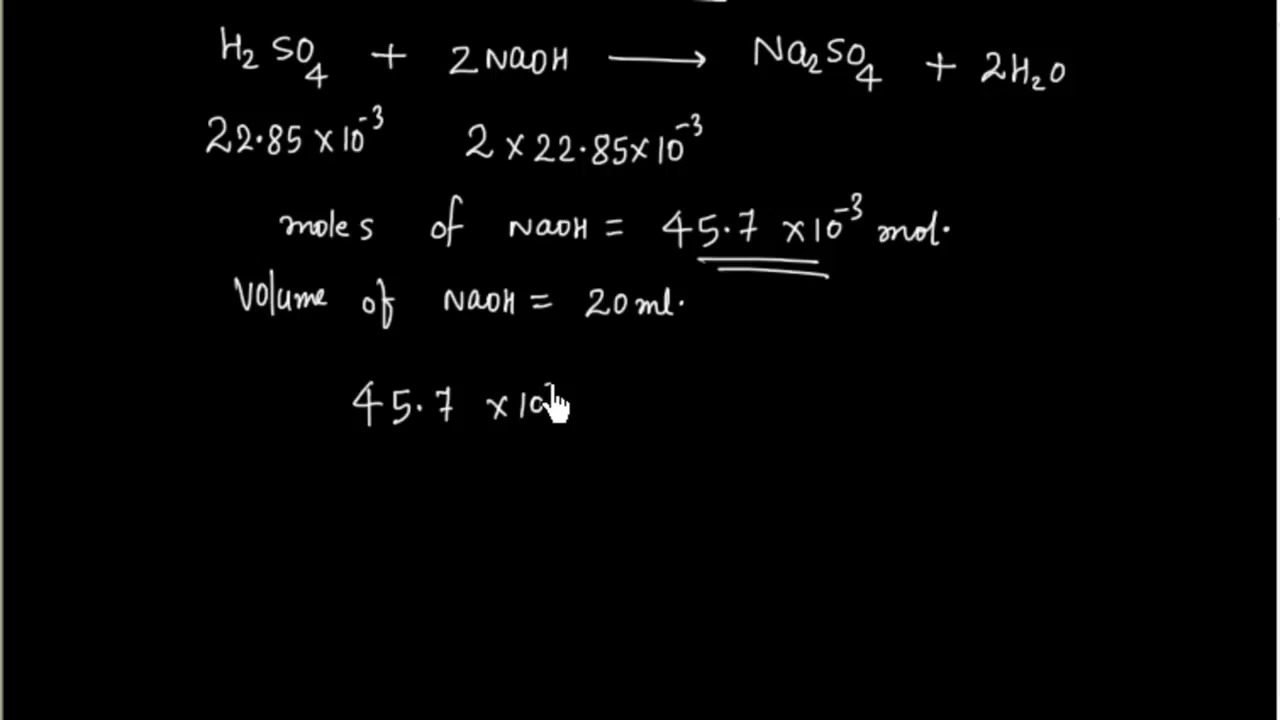 H₂SO₄ + 2NaOH ⟶ Na₂SO₄ + 2H₂O
22.85 × 10⁻³ 2 × 22.85 × 10⁻³
moles of NaOH = 45.7 × 10⁻³ mol.
Volume of NaOH = 20 ml.
45.7 × 10